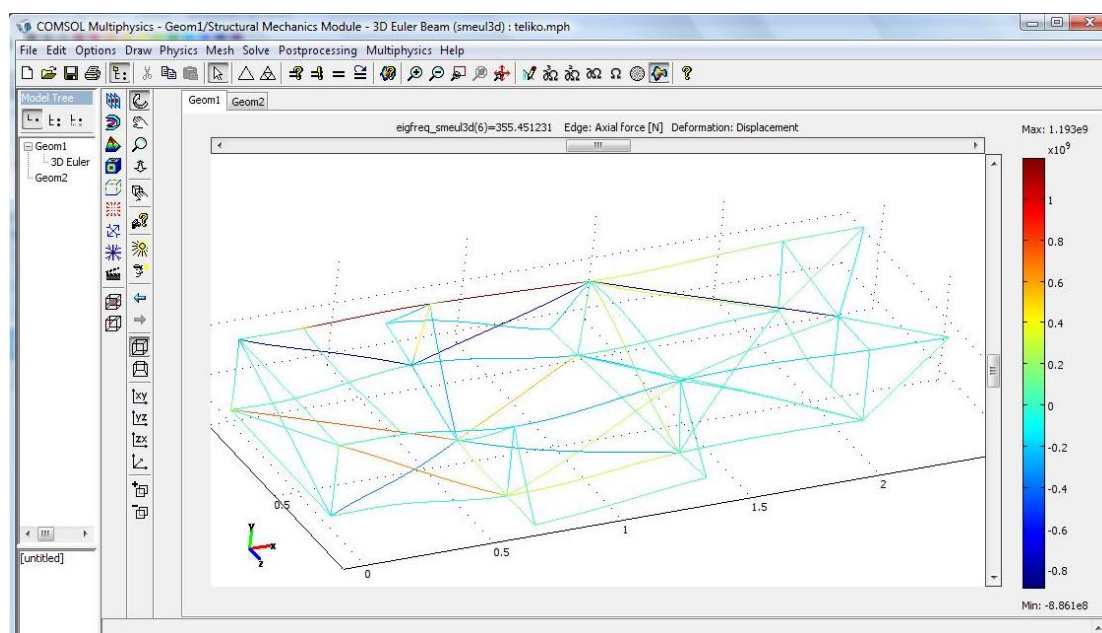 COMSOL Multiphysics - Geom1/Structural Mechanics Module - 3D Euler Beam (smeul3d) : teliko.mph
File Edit Options Draw Physics Mesh Solve Postprocessing Multiphysics Help
Model Tree
Geom1
3D Euler
Geom2
[untitled]
xy
yz
zx
Geom1 Geom2
eigfreq_smeul3d(6)=355.451231 Edge: Axial force [N] Deformation: Displacement
0.5
0
0.5
1
1.5
2
y
x
z
Max: 1.193e9
x10^9
1
0.8
0.6
0.4
0.2
0
-0.2
-0.4
-0.6
-0.8
Min: -8.861e8